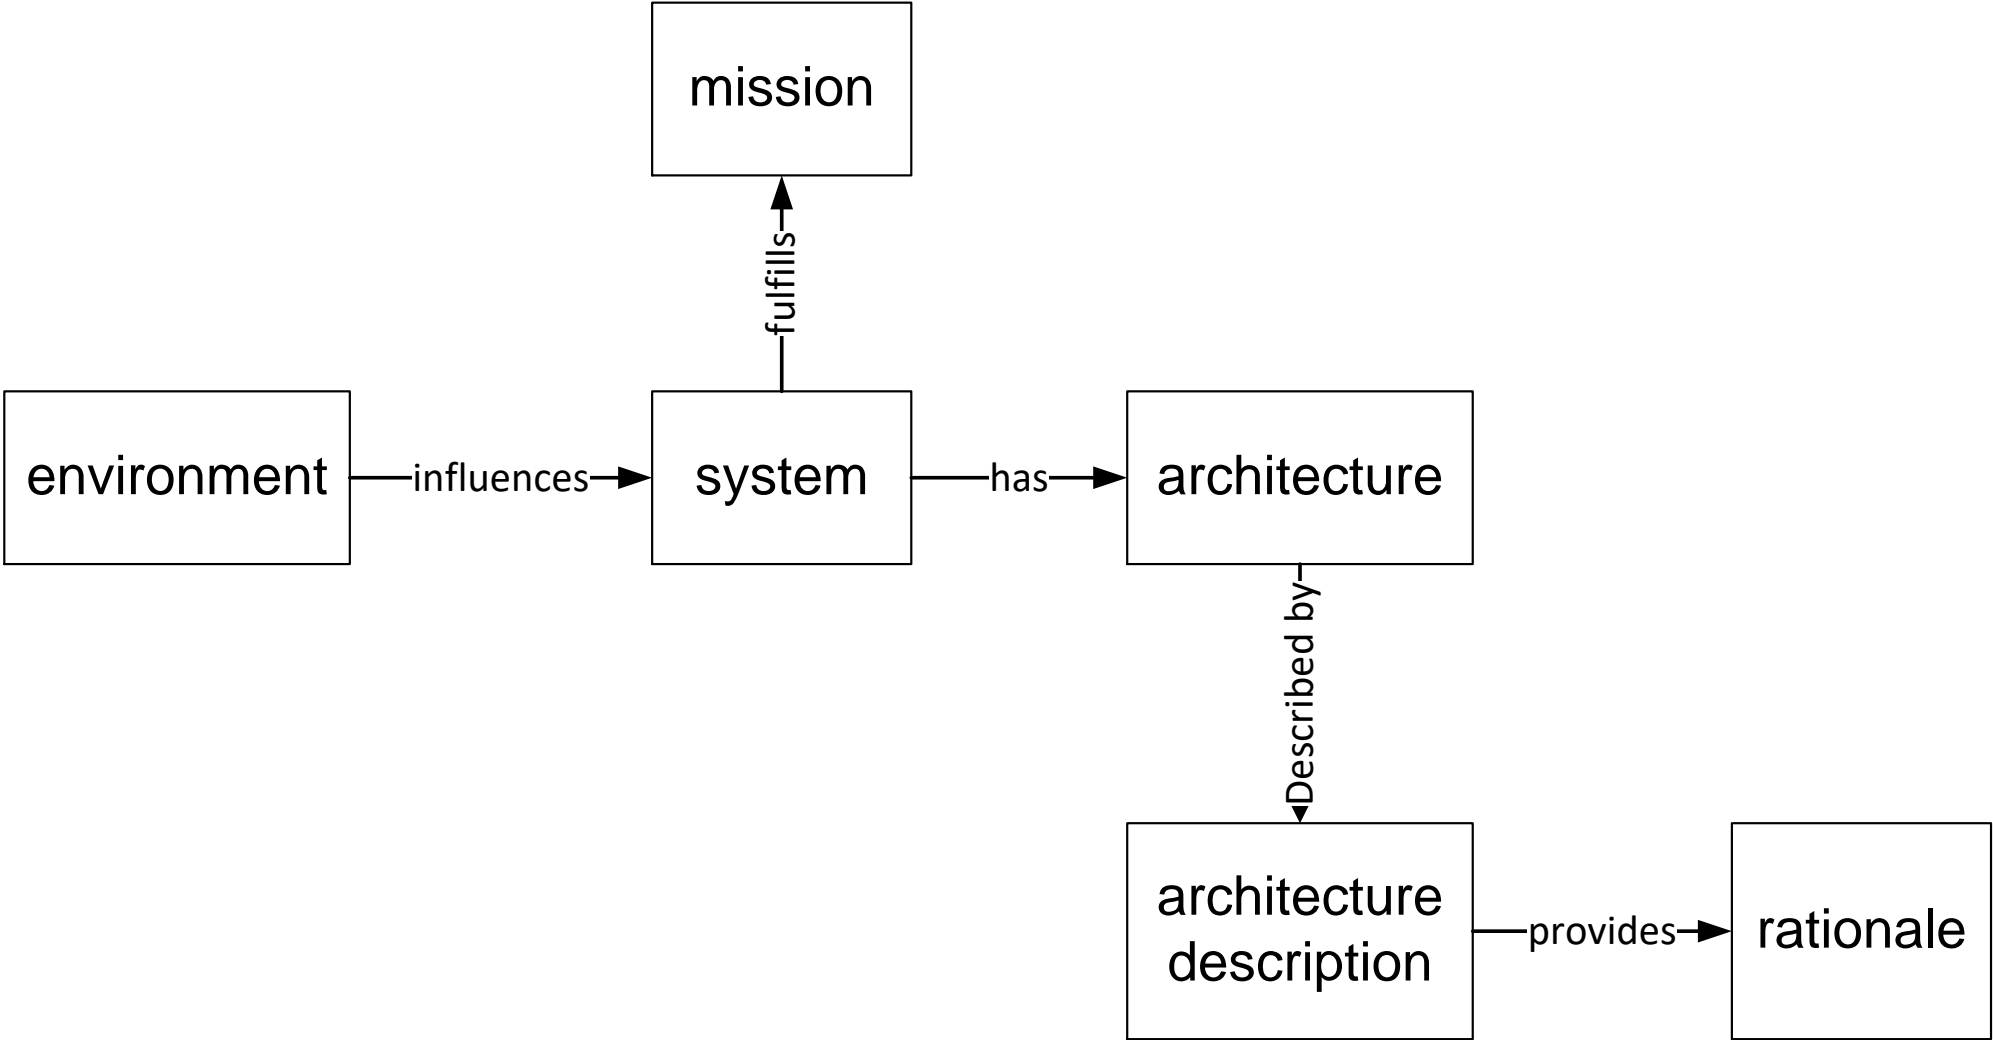 mission
fulfills
environment
influences
system
has
architecture
Described by
architecture
description
provides
rationale